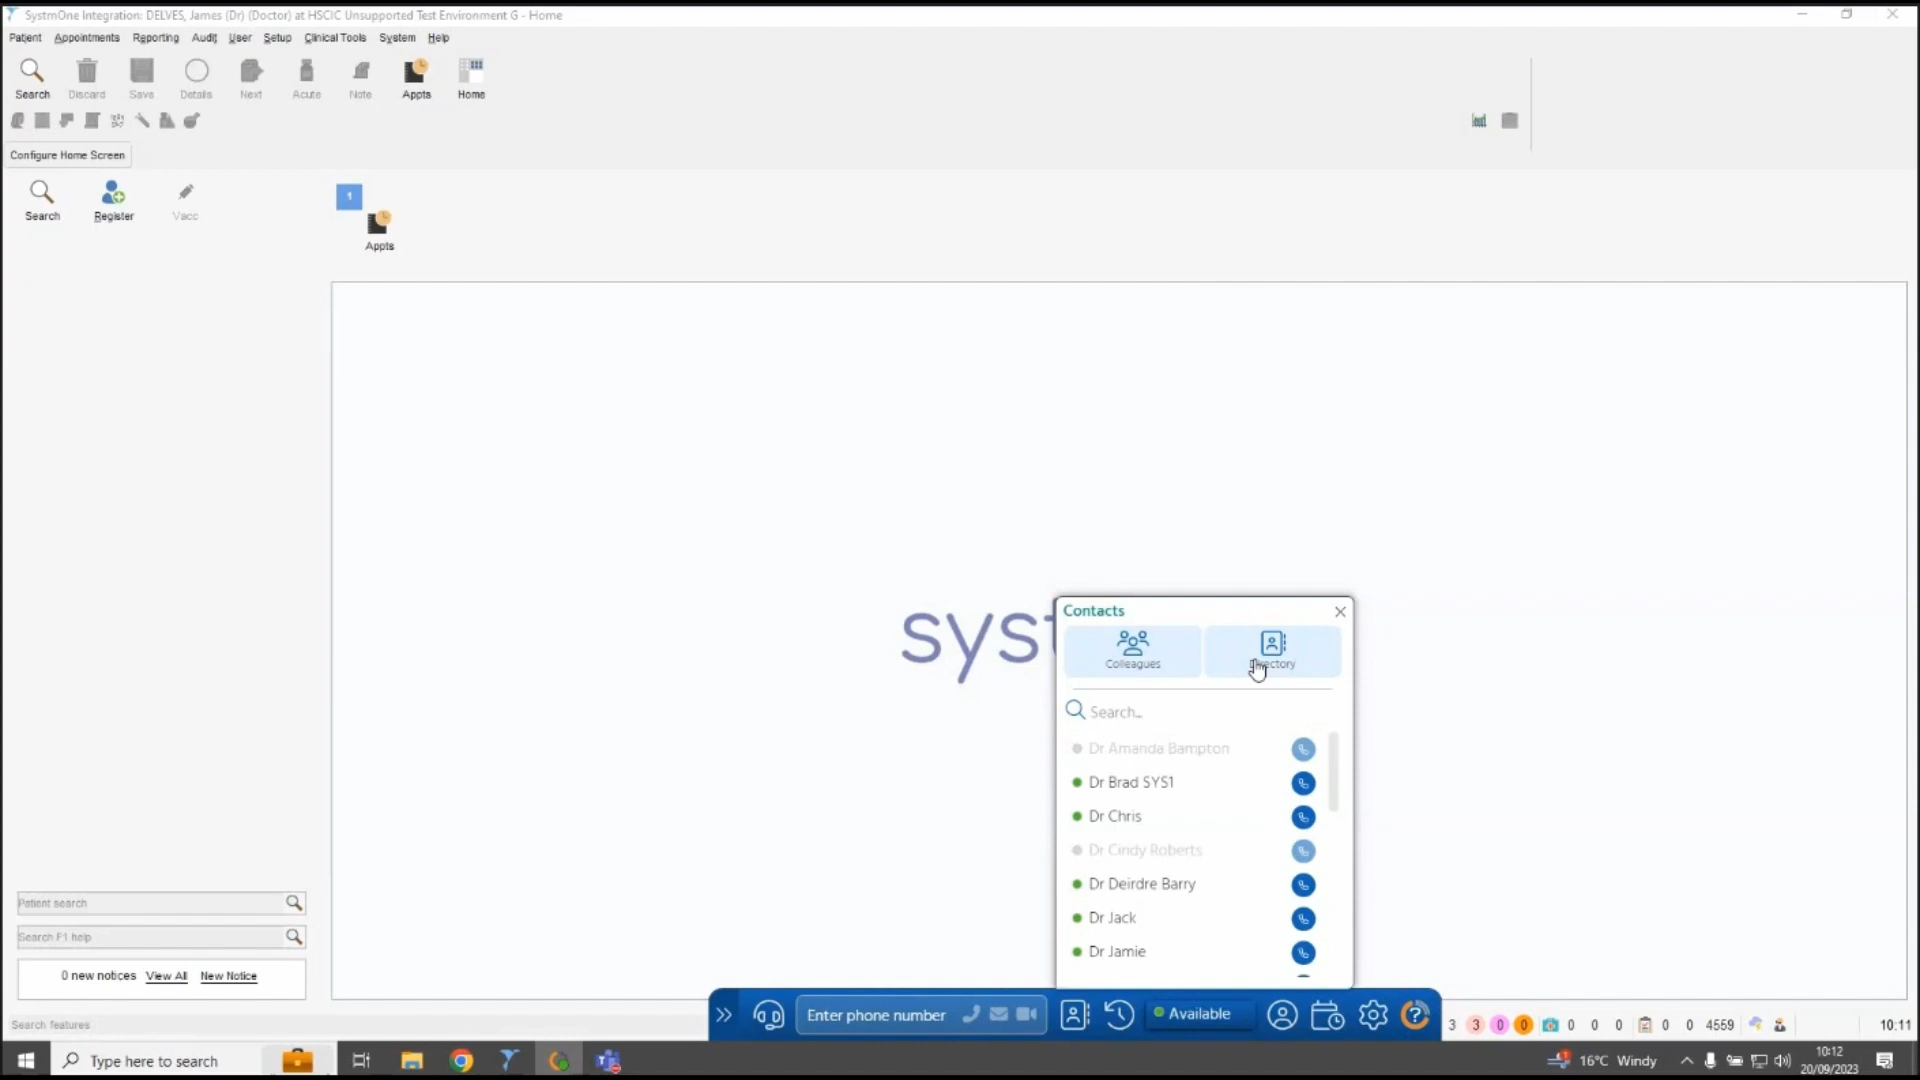 SystmOne Integration: DELVES, James (Dr) (Doctor) at HSCIC Unsupported Test Environment G - Home
Patient Appointments Reporting Audit User Setup Clinical Tools System Help
Search Discard Save Details Next Acute Note Appts Home
Configure Home Screen
Search Register Vacc
1
Appts
syst
Contacts
Colleagues
Directory
Search...
Dr Amanda Bampton
Dr Brad SYS1
Dr Chris
Dr Cindy Roberts
Dr Deirdre Barry
Dr Jack
Dr Jamie
Patient search
Search F1 help
0 new notices View All New Notice
Search features
Enter phone number
Available
3 3 0 0 0 0 0 0 0 4559 10:11
Type here to search
16°C Windy
10:12
20/09/2023